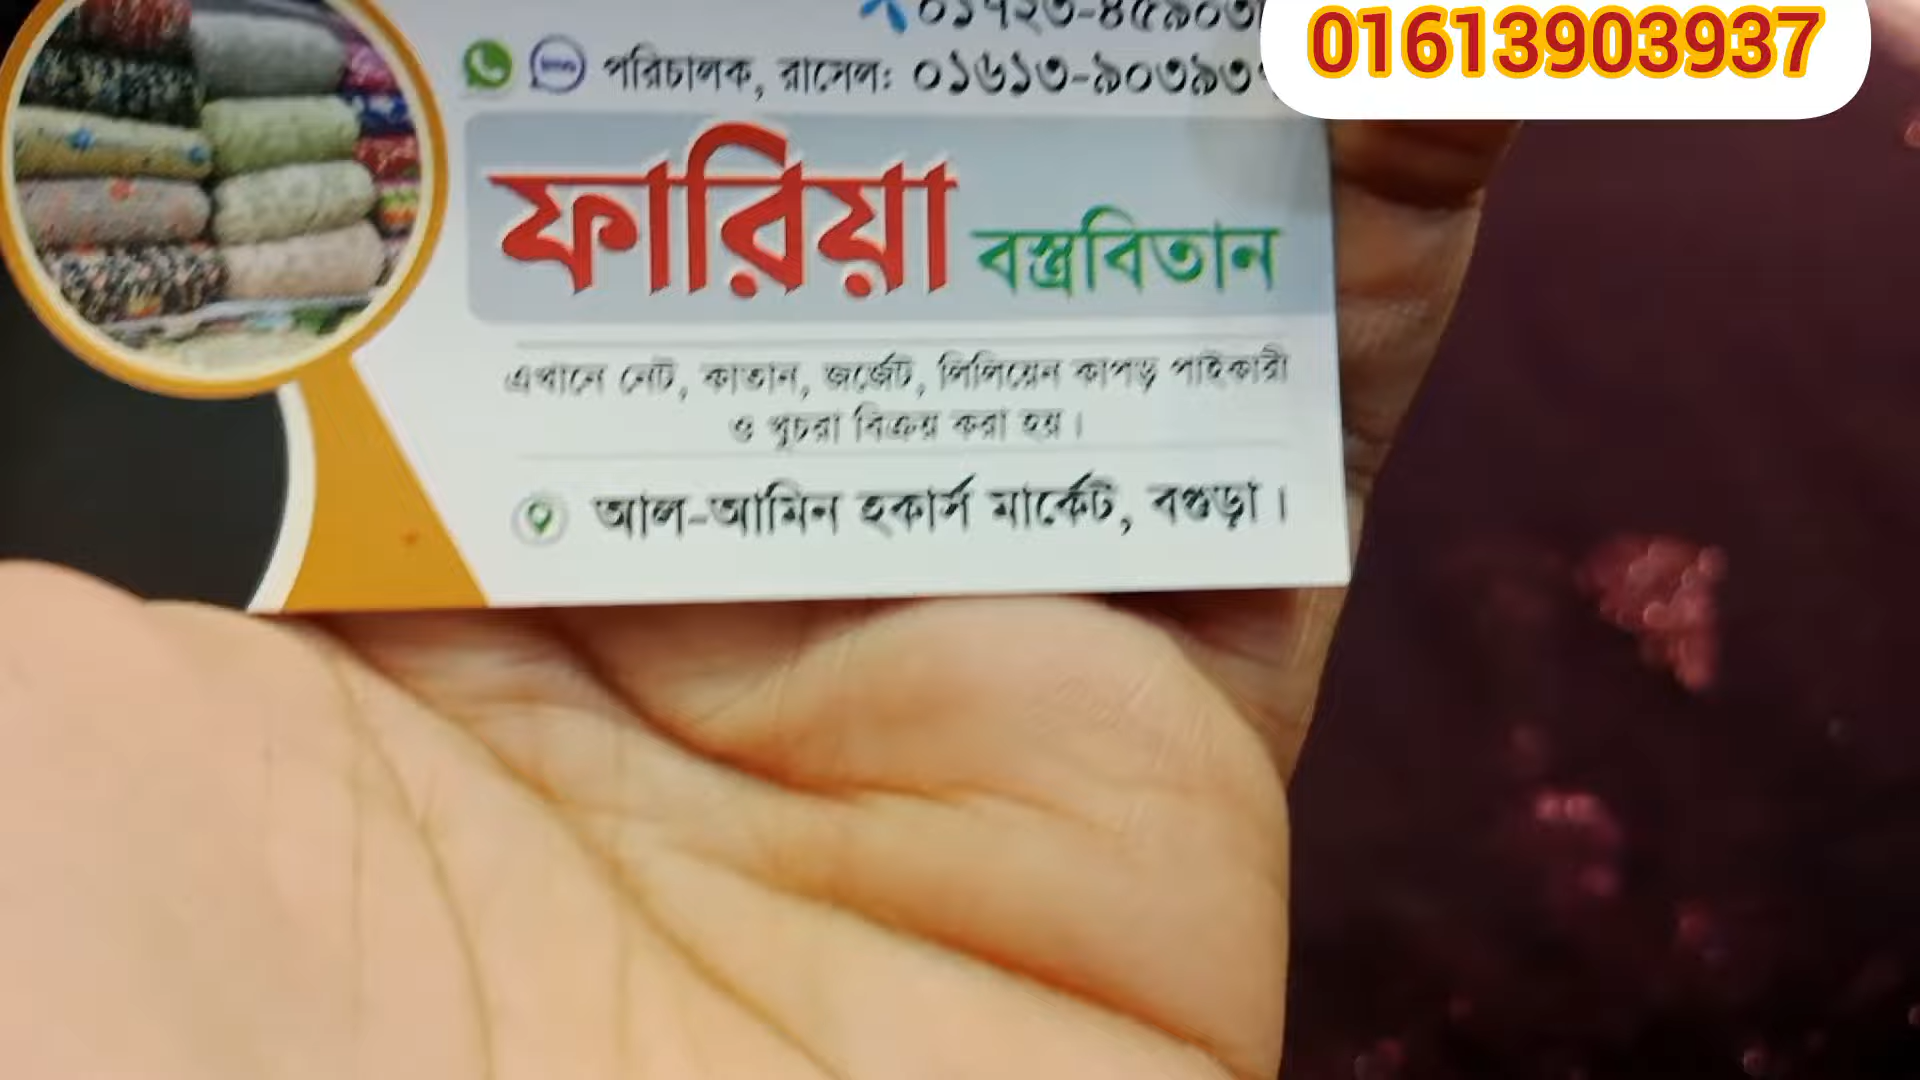 01613903937
পরিচালক, রাসেল: ০১৬১৩-৯০৩৯৩
ফারিয়া বস্ত্রবিতান
এখানে নেট, কাতান, জর্জেট, লিলিয়েন কাপড় পাইকারী
ও খুচরা বিক্রয় করা হয়।
আল-আমিন হকার্স মার্কেট, বগুড়া।